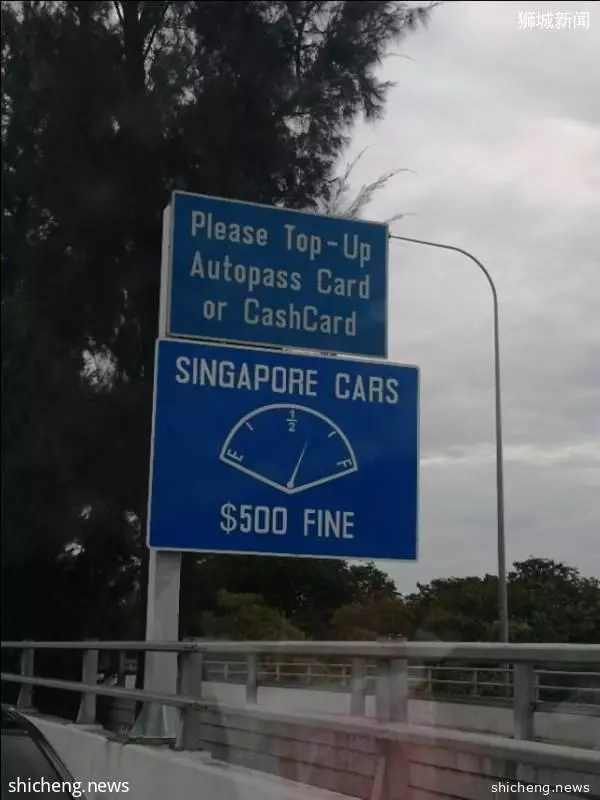 狮城新闻
Please Top-Up
Autopass Card
or CashCard
SINGAPORE CARS
1/2
E
F
$500 FINE
shicheng.news
shicheng.news